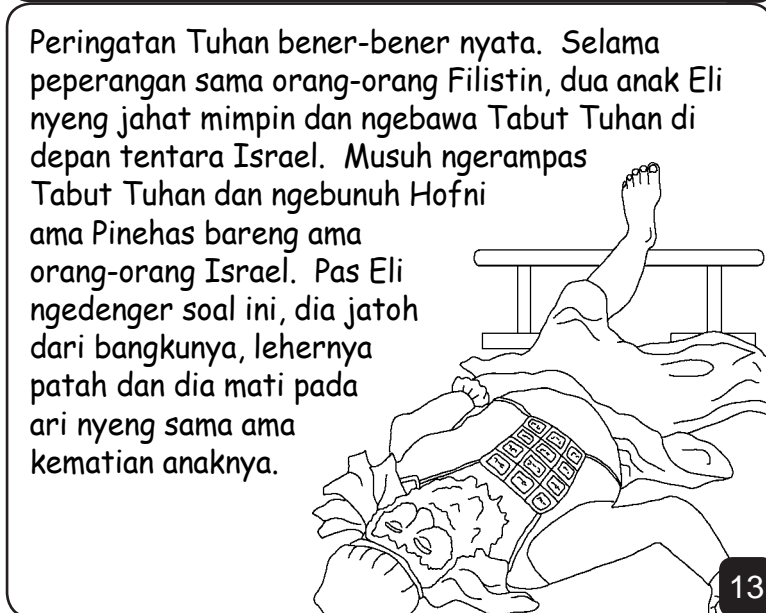 Peringatan Tuhan bener-bener nyata.  Selama
peperangan sama orang-orang Filistin, dua anak Eli
nyeng jahat mimpin dan ngebawa Tabut Tuhan di
depan tentara Israel.  Musuh ngerampas
Tabut Tuhan dan ngebunuh Hofni
ama Pinehas bareng ama
orang-orang Israel.  Pas Eli
ngedenger soal ini, dia jatoh
dari bangkunya, lehernya
patah dan dia mati pada
ari nyeng sama ama
kematian anaknya.
13